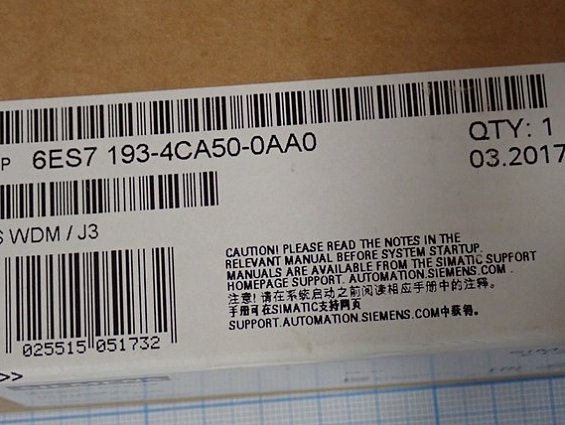 P 6ES7 193-4CA50-0AA0
QTY: 1
03.2017
S WDM / J3
CAUTION! PLEASE READ THE NOTES IN THE
RELEVANT MANUAL BEFORE SYSTEM STARTUP.
MANUALS ARE AVAILABLE FROM THE SIMATIC SUPPORT
HOMEPAGE SUPPORT. AUTOMATION.SIEMENS.COM .
注意! 请在系统启动之前阅读相应手册中的注释。
手册可在SIMATIC支持网页
SUPPORT.AUTOMATION.SIEMENS.COM中获得。
025515 051732
>>